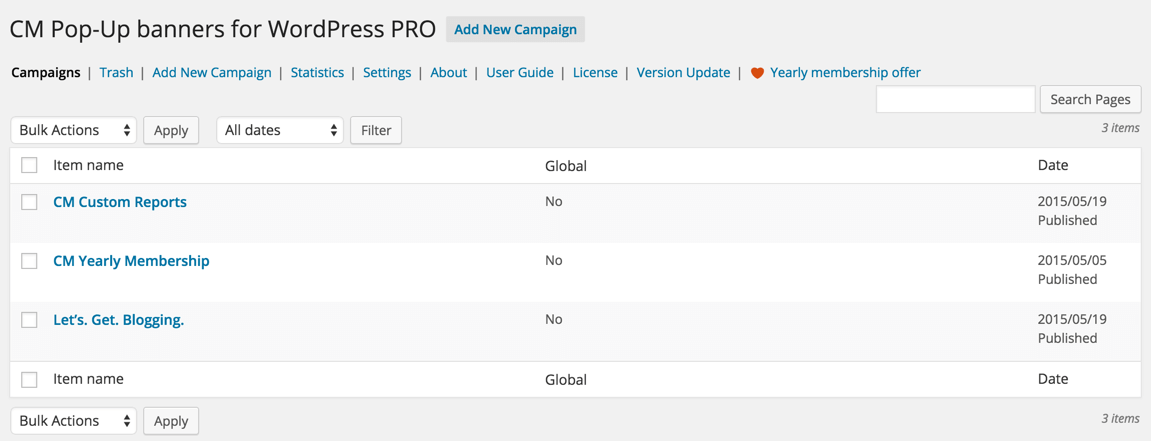 CM Pop-Up banners for WordPress PRO Add New Campaign
Campaigns | Trash | Add New Campaign | Statistics | Settings | About | User Guide | License | Version Update | Yearly membership offer
Search Pages
Bulk Actions Apply All dates Filter 3 items
Item name Global Date
CM Custom Reports No 2015/05/19
Published
CM Yearly Membership No 2015/05/05
Published
Let’s. Get. Blogging. No 2015/05/19
Published
Item name Global Date
Bulk Actions Apply 3 items